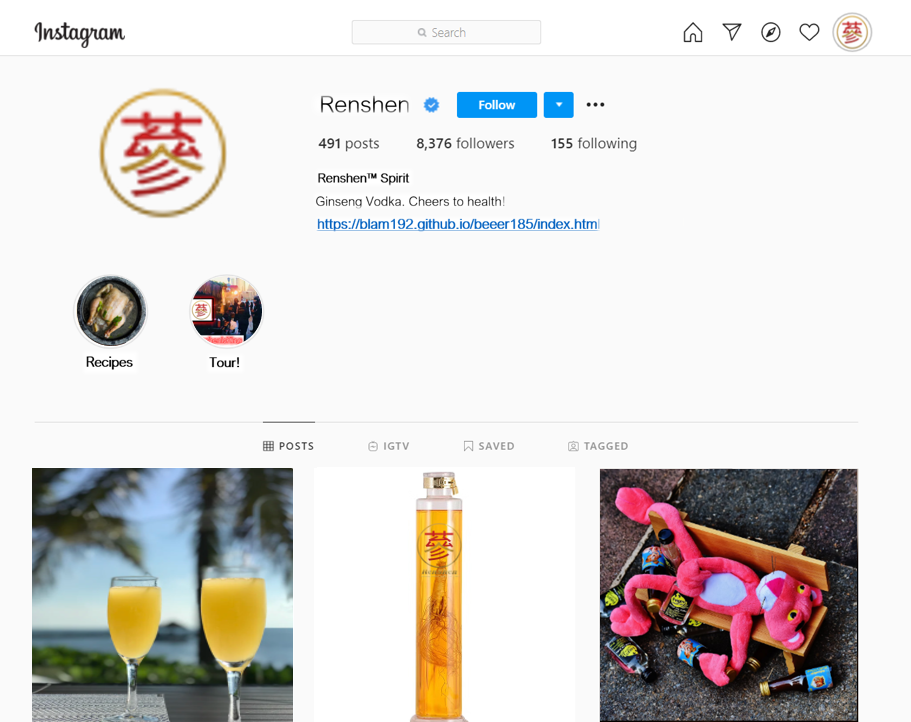 Instagram
Search
蔘
蔘
Renshen
Follow
491 posts 8,376 followers 155 following
Renshen™ Spirit
Ginseng Vodka. Cheers to health!
https://blam192.github.io/beeer185/index.html
蔘
Recipes Tour!
POSTS IGTV SAVED TAGGED
蔘